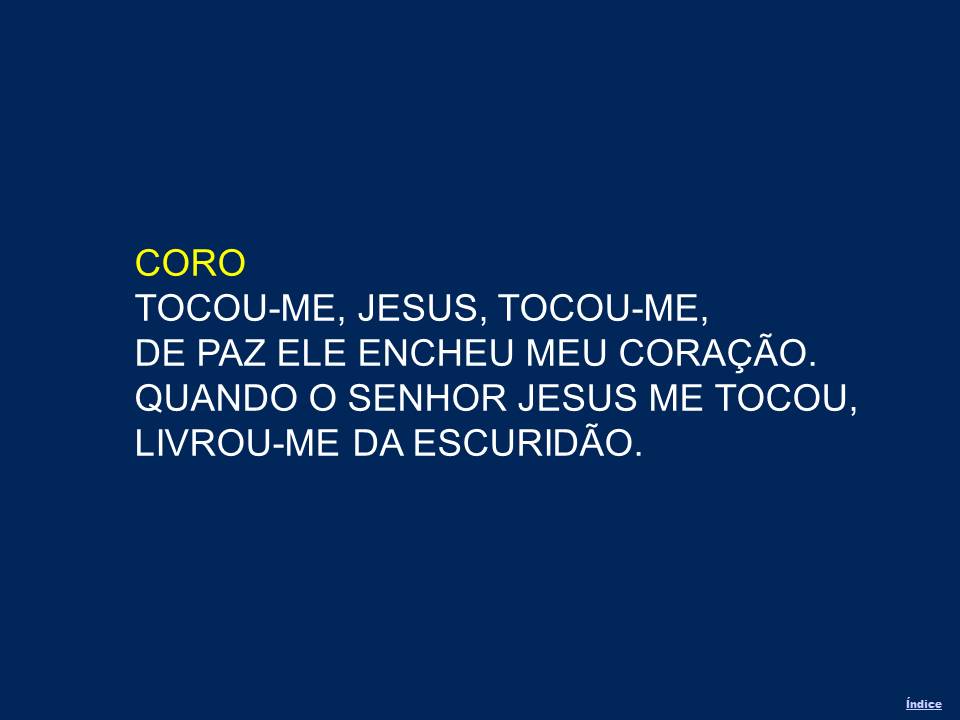 CORO
TOCOU-ME, JESUS, TOCOU-ME,
DE PAZ ELE ENCHEU MEU CORAÇÃO.
QUANDO O SENHOR JESUS ME TOCOU,
LIVROU-ME DA ESCURIDÃO.
Índice